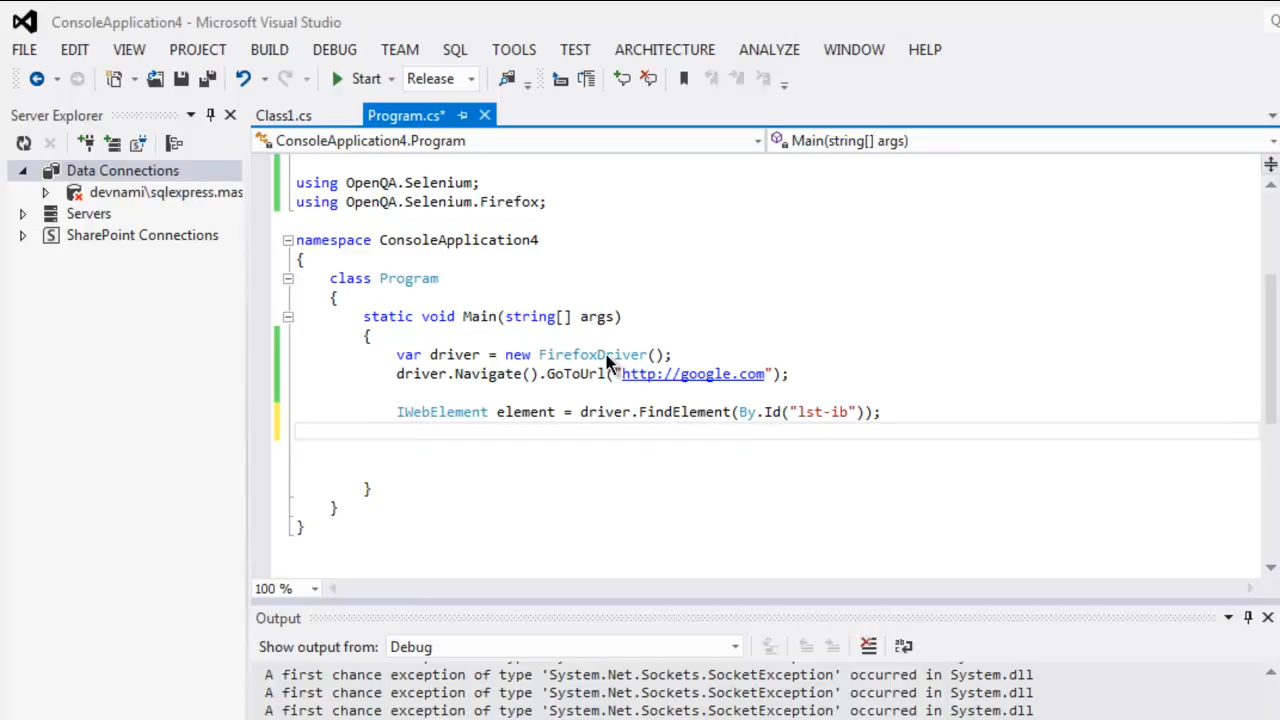 ConsoleApplication4 - Microsoft Visual Studio
FILE EDIT VIEW PROJECT BUILD DEBUG TEAM SQL TOOLS TEST ARCHITECTURE ANALYZE WINDOW HELP
Start Release
Server Explorer
Class1.cs Program.cs*
ConsoleApplication4.Program Main(string[] args)
Data Connections
devnami\sqlexpress.mas
Servers
SharePoint Connections
using OpenQA.Selenium;
using OpenQA.Selenium.Firefox;
namespace ConsoleApplication4
{
class Program
{
static void Main(string[] args)
{
var driver = new FirefoxDriver();
driver.Navigate().GoToUrl("http://google.com");
IWebElement element = driver.FindElement(By.Id("lst-ib"));
}
}
}
100 %
Output
Show output from: Debug
A first chance exception of type 'System.Net.Sockets.SocketException' occurred in System.dll
A first chance exception of type 'System.Net.Sockets.SocketException' occurred in System.dll
A first chance exception of type 'System.Net.Sockets.SocketException' occurred in System.dll